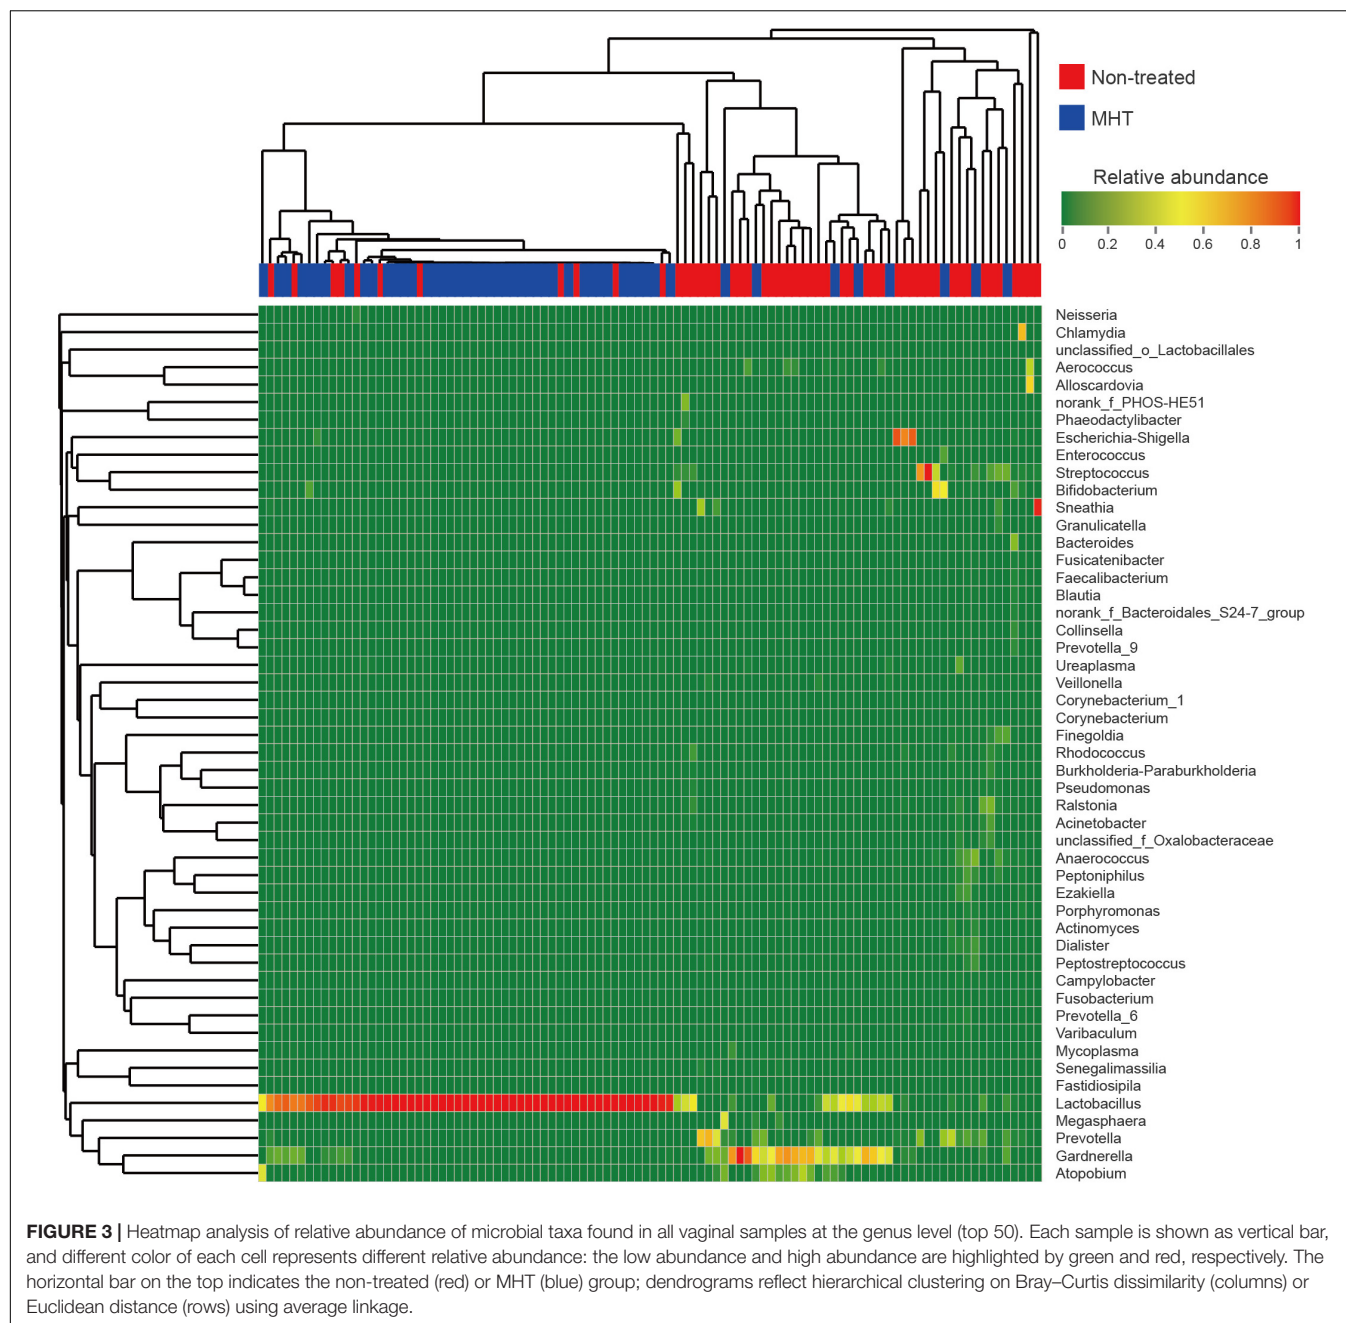 Non-treated
MHT
Relative abundance
0 0.2 0.4 0.6 0.8 1
Neisseria
Chlamydia
unclassified_o_Lactobacillales
Aerococcus
Alloscardovia
norank_f_PHOS-HE51
Phaeodactylibacter
Escherichia-Shigella
Enterococcus
Streptococcus
Bifidobacterium
Sneathia
Granulicatella
Bacteroides
Fusicatenibacter
Faecalibacterium
Blautia
norank_f_Bacteroidales_S24-7_group
Collinsella
Prevotella_9
Ureaplasma
Veillonella
Corynebacterium_1
Corynebacterium
Finegoldia
Rhodococcus
Burkholderia-Paraburkholderia
Pseudomonas
Ralstonia
Acinetobacter
unclassified_f_Oxalobacteraceae
Anaerococcus
Peptoniphilus
Ezakiella
Porphyromonas
Actinomyces
Dialister
Peptostreptococcus
Campylobacter
Fusobacterium
Prevotella_6
Varibaculum
Mycoplasma
Senegalimassilia
Fastidiosipila
Lactobacillus
Megasphaera
Prevotella
Gardnerella
Atopobium
FIGURE 3 | Heatmap analysis of relative abundance of microbial taxa found in all vaginal samples at the genus level (top 50). Each sample is shown as vertical bar,
and different color of each cell represents different relative abundance: the low abundance and high abundance are highlighted by green and red, respectively. The
horizontal bar on the top indicates the non-treated (red) or MHT (blue) group; dendrograms reflect hierarchical clustering on Bray–Curtis dissimilarity (columns) or
Euclidean distance (rows) using average linkage.